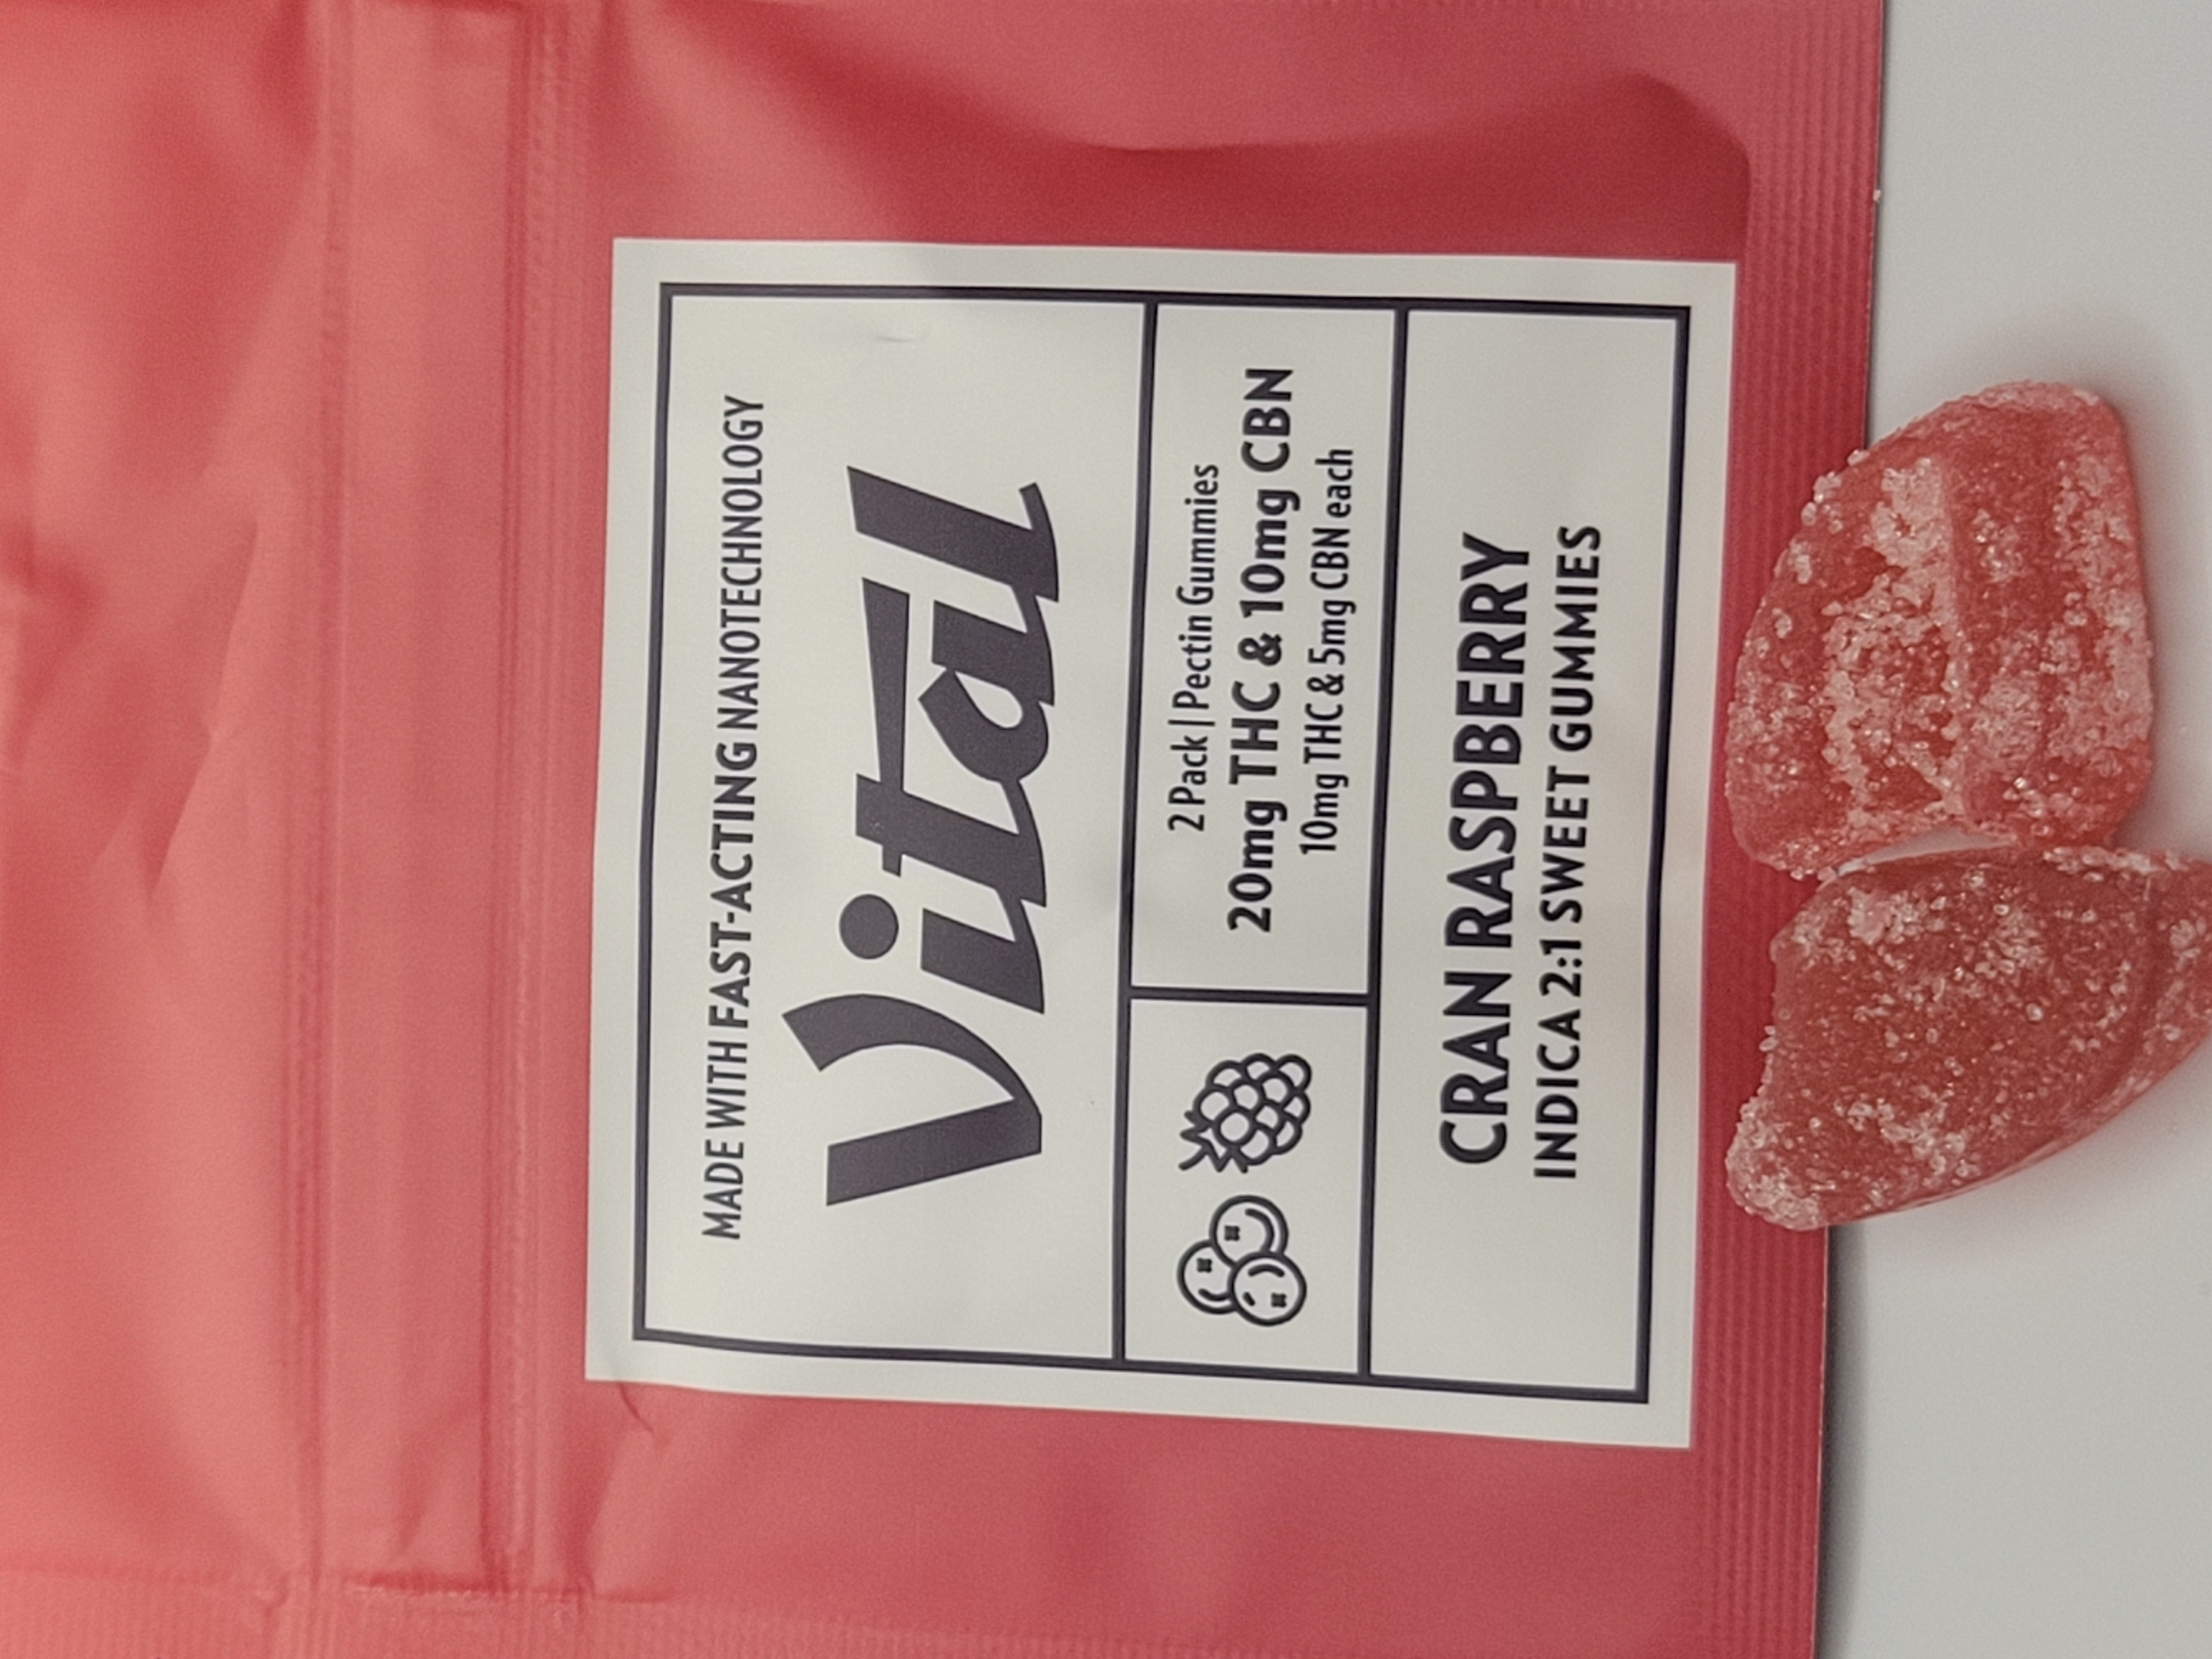 MADE WITH FAST-ACTING NANOTECHNOLOGY
Vital
2 Pack | Pectin Gummies
20mg THC & 10mg CBN
10mg THC & 5mg CBN each
CRAN RASPBERRY
INDICA 2:1 SWEET GUMMIES